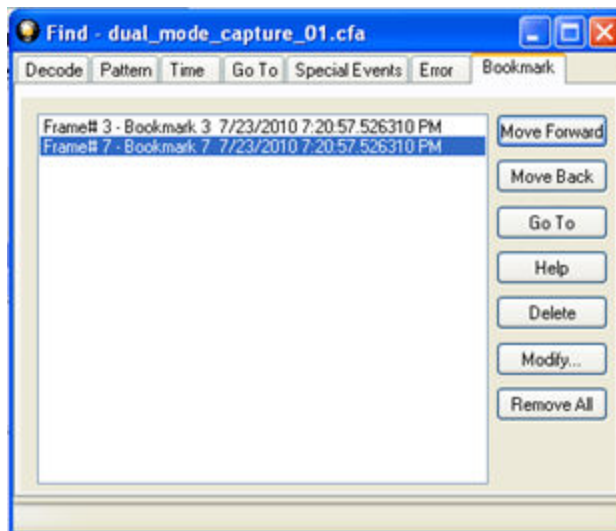 Find - dual_mode_capture_01.cfa
Decode Pattern Time Go To Special Events Error Bookmark
Frame# 3 - Bookmark 3 7/23/2010 7:20:57.526310 PM
Frame# 7 - Bookmark 7 7/23/2010 7:20:57.526310 PM
Move Forward
Move Back
Go To
Help
Delete
Modify...
Remove All